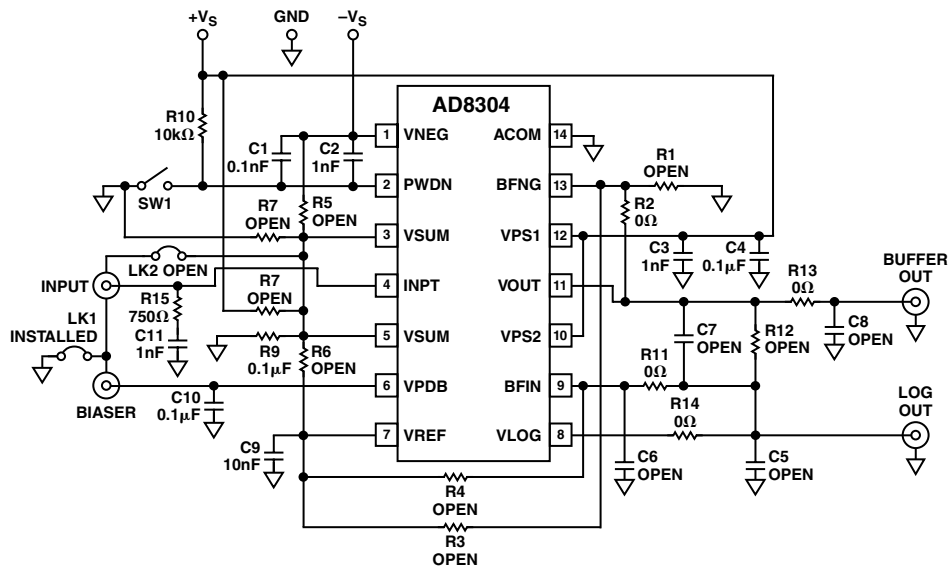 +VS
GND
–VS
AD8304
R10
10kΩ
C1
0.1nF
C2
1nF
1 VNEG
ACOM 14
R1
OPEN
2 PWDN
BFNG 13
SW1
R7
OPEN
R5
OPEN
R2
0Ω
3 VSUM
VPS1 12
C3
1nF
C4
0.1µF
LK2 OPEN
BUFFER
OUT
INPUT
R13
0Ω
4 INPT
VOUT 11
R15
750Ω
R7
OPEN
LK1
INSTALLED
C11
1nF
C7
OPEN
R12
OPEN
C8
OPEN
5 VSUM
VPS2 10
R9
0.1µF
R6
OPEN
R11
0Ω
6 VPDB
BFIN 9
BIASER
C10
0.1µF
R14
0Ω
LOG
OUT
7 VREF
VLOG 8
C9
10nF
C6
OPEN
C5
OPEN
R4
OPEN
R3
OPEN